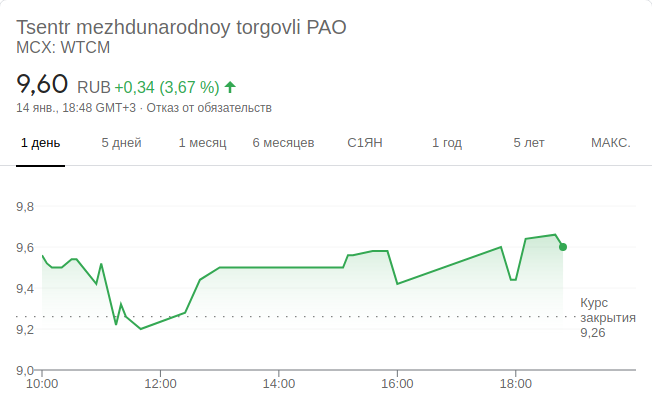 Tsentr mezhdunarodnoy torgovli PAO
MCX: WTCM
9,60 RUB +0,34 (3,67 %)
14 янв., 18:48 GMT+3 · Отказ от обязательств
1 день 5 дней 1 месяц 6 месяцев С1ЯН 1 год 5 лет МАКС.
9,8
9,6
9,4
Курс
закрытия
9,26
9,2
9,0
10:00 12:00 14:00 16:00 18:00